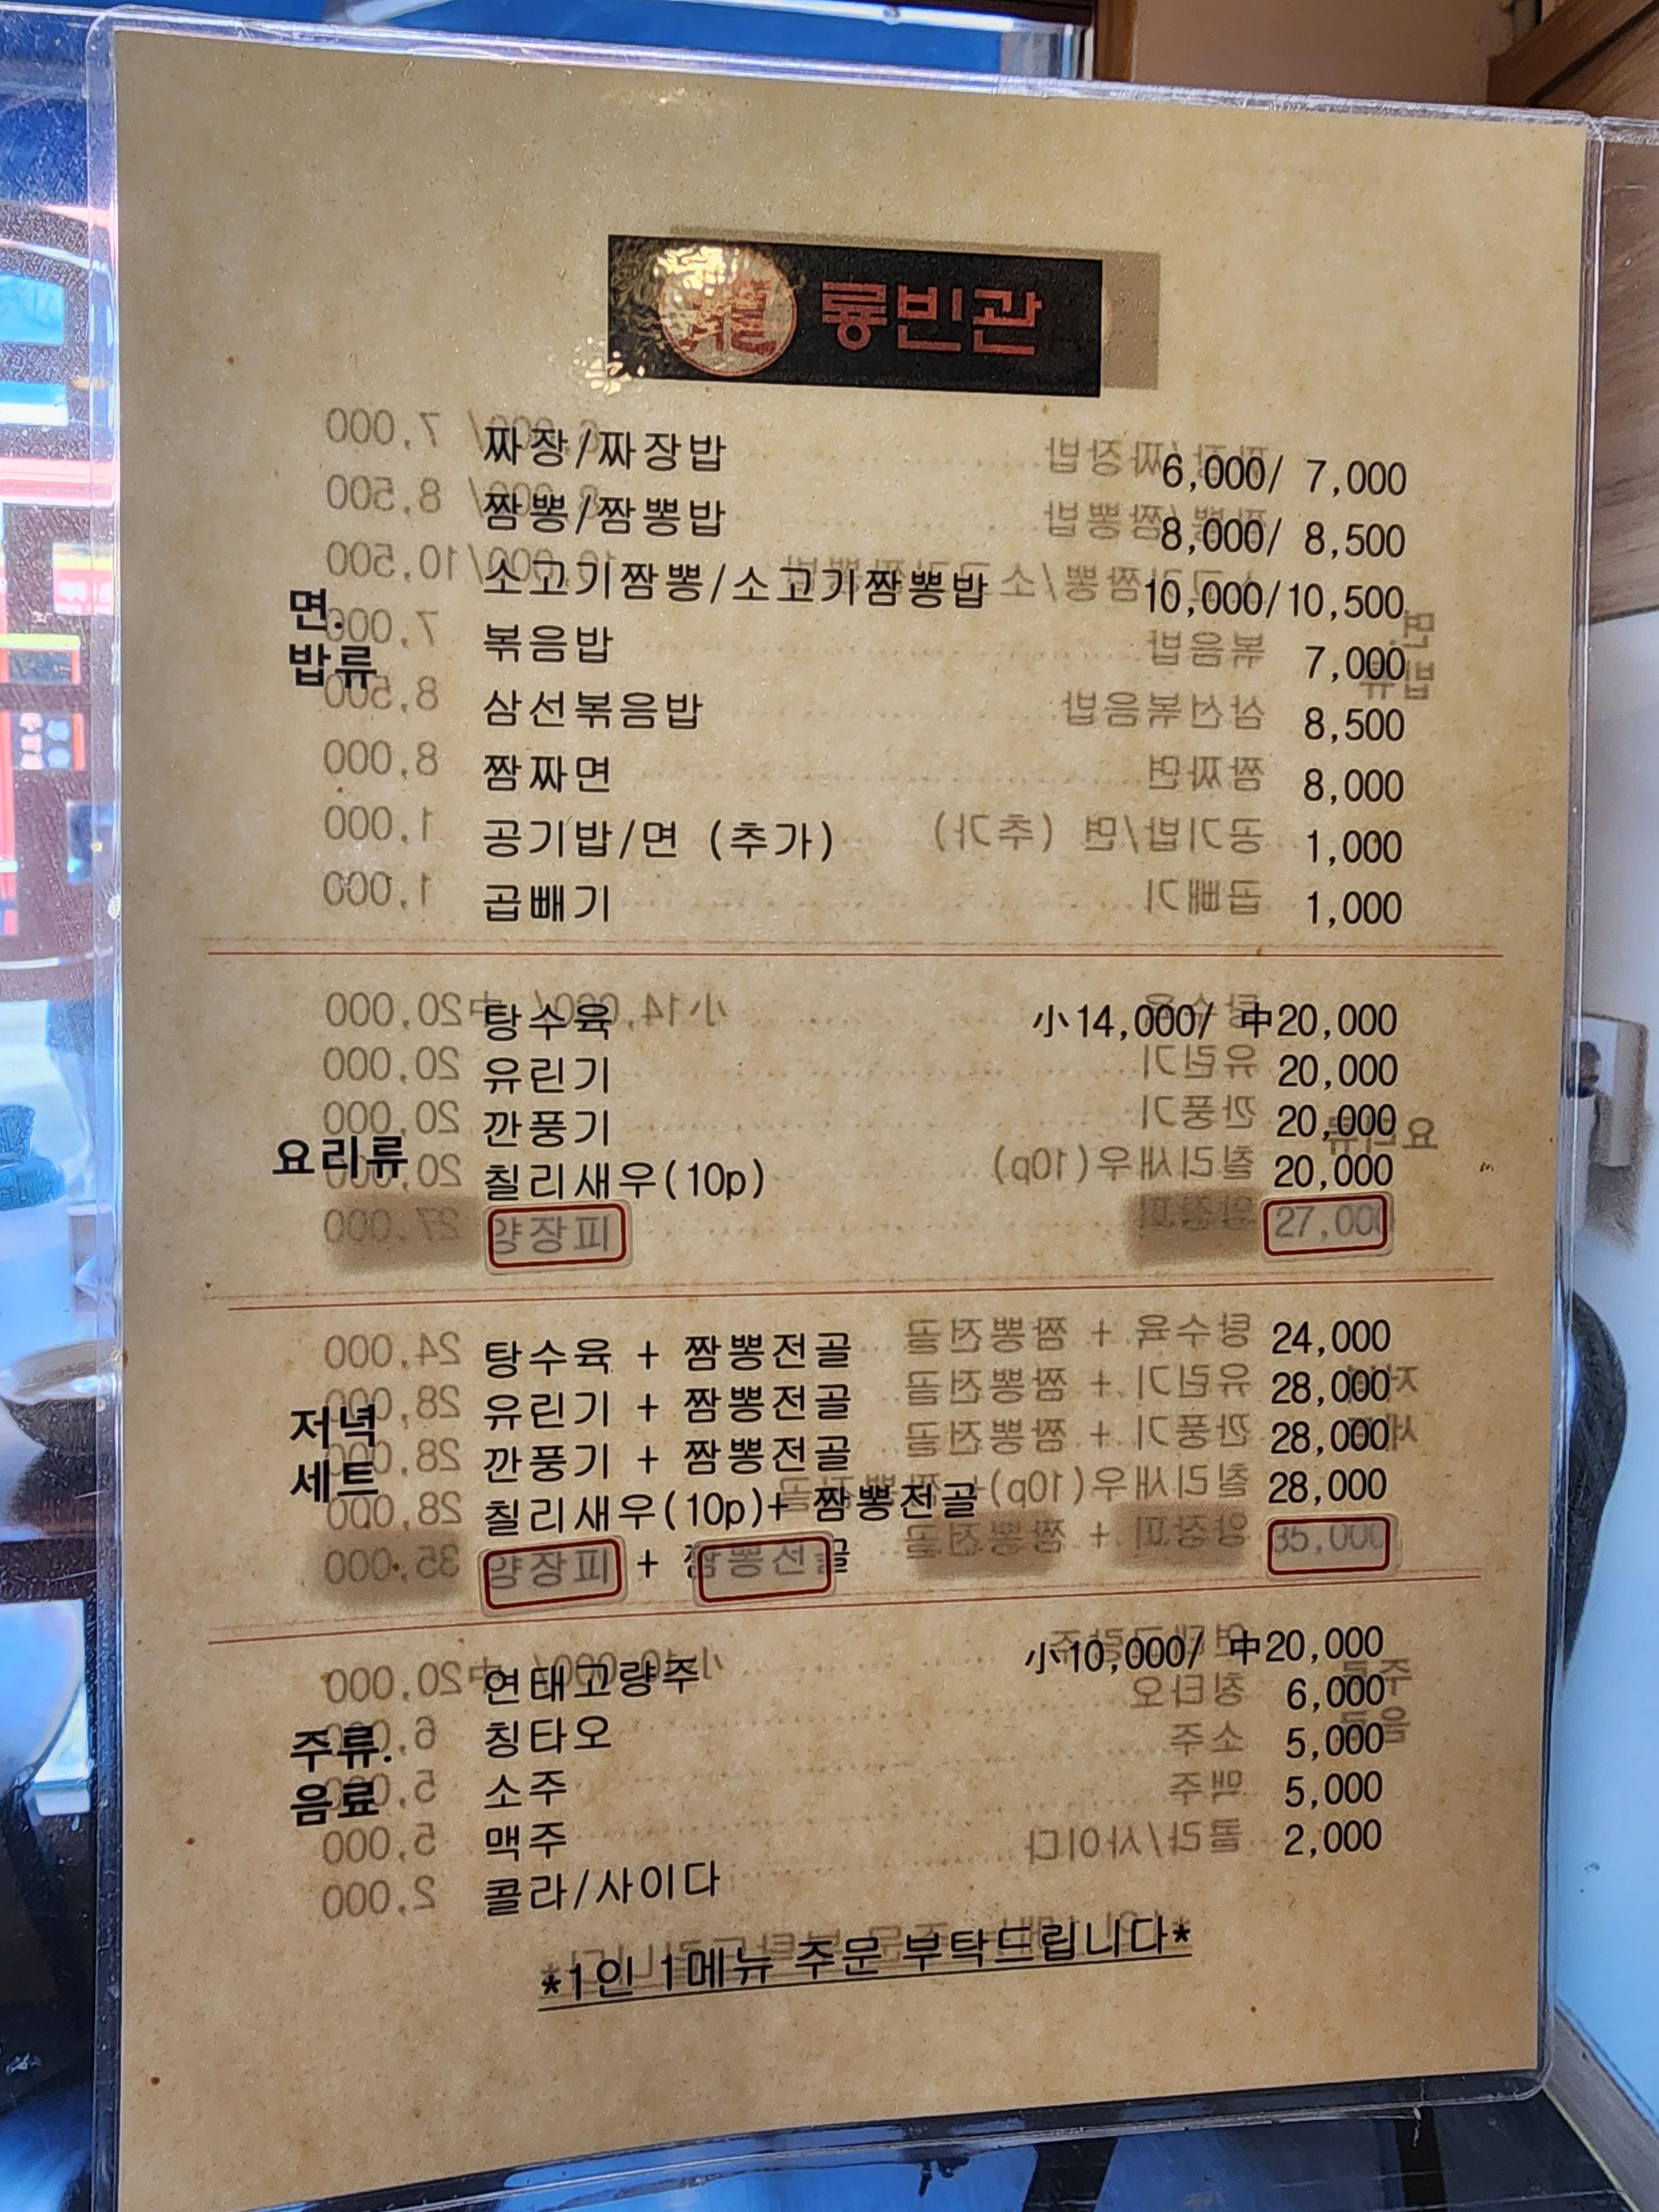 룡빈관
짜장/짜장밥 6,000/ 7,000
짬뽕/짬뽕밥 8,000/ 8,500
소고기짬뽕/소고기짬뽕밥 10,000/10,500
면.
밥류
볶음밥 7,000
삼선볶음밥 8,500
짬짜면 8,000
공기밥/면 (추가) 1,000
곱빼기 1,000
탕수육 小14,000/ 中20,000
유린기 20,000
깐풍기 20,000
요리류
칠리새우(10p) 20,000
양장피 27,000
탕수육 + 짬뽕전골 24,000
유린기 + 짬뽕전골 28,000
저녁
세트
깐풍기 + 짬뽕전골 28,000
칠리새우(10p)+ 짬뽕전골 28,000
양장피 + 짬뽕전골 35,000
연태고량주 小10,000/ 中20,000
주류.
음료
칭타오 6,000
소주 5,000
맥주 5,000
콜라/사이다 2,000
*1인 1메뉴 주문 부탁드립니다*